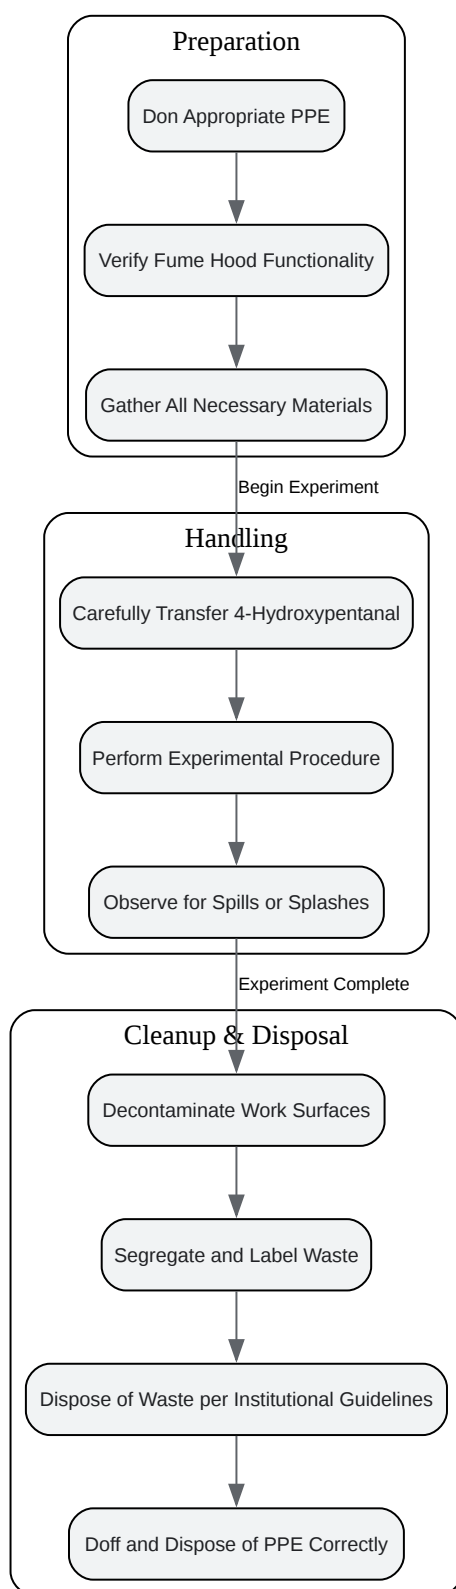 Preparation
Don Appropriate PPE
Verify Fume Hood Functionality
Gather All Necessary Materials
Begin Experiment
Handling
Carefully Transfer 4-Hydroxypentanal
Perform Experimental Procedure
Observe for Spills or Splashes
Experiment Complete
Cleanup & Disposal
Decontaminate Work Surfaces
Segregate and Label Waste
Dispose of Waste per Institutional Guidelines
Doff and Dispose of PPE Correctly